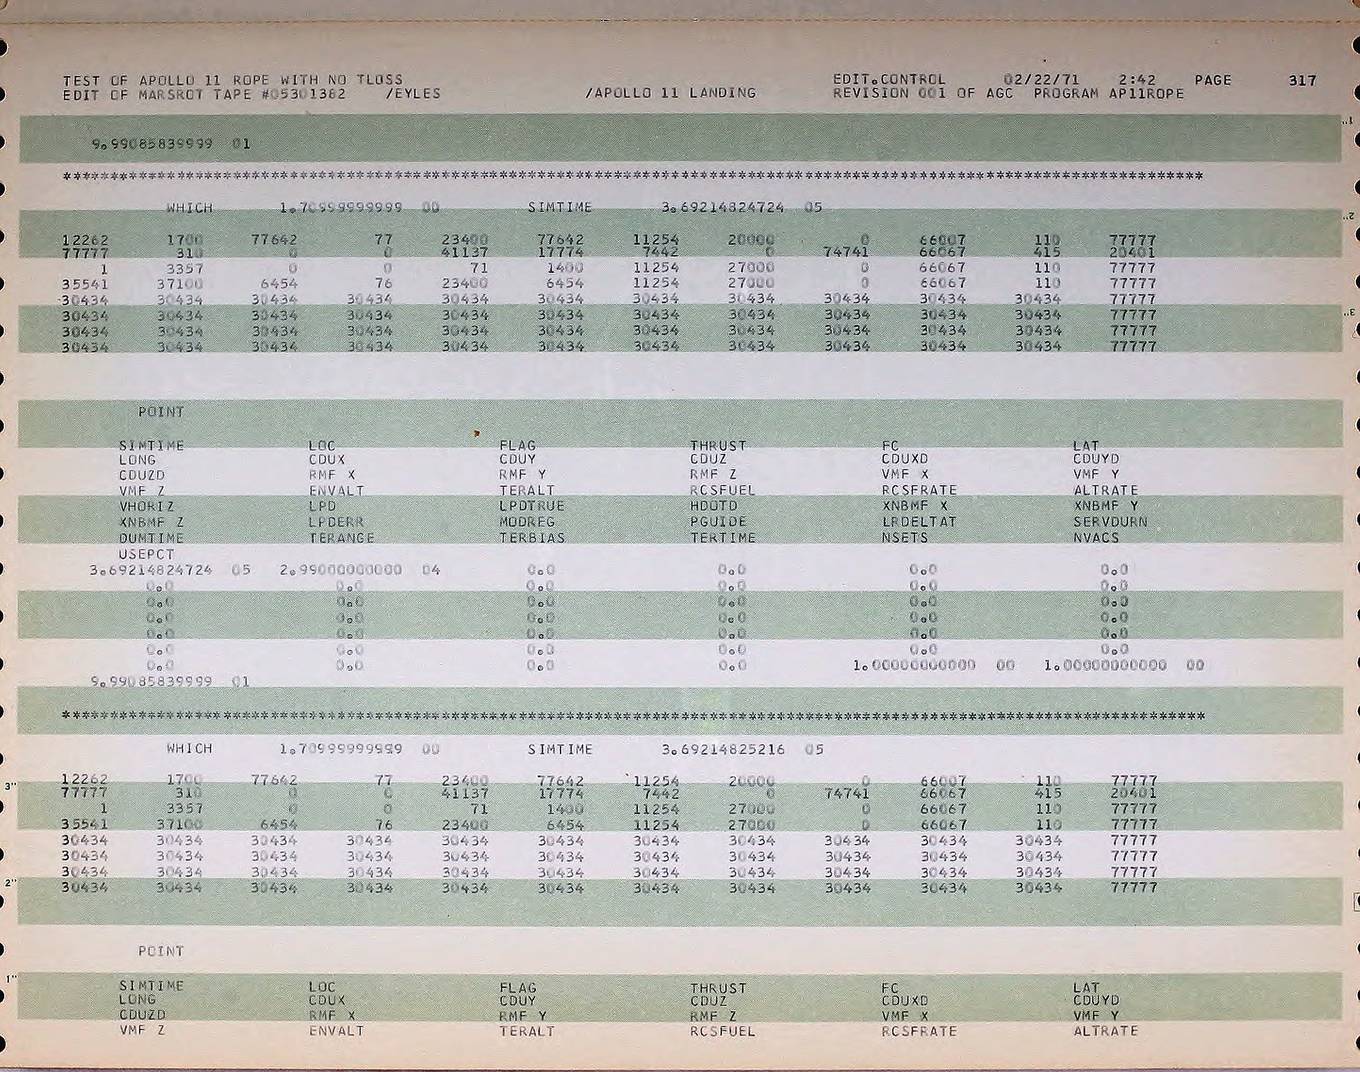 TEST OF APOLLO 11 ROPE WITH NO TLOSS EDIT.CONTROL 02/22/71 2:42 PAGE 317
EDIT OF MARSROT TAPE #05301382 /EYLES /APOLLO 11 LANDING REVISION 001 OF AGC PROGRAM AP11ROPE
9.99085839999 01
************************************************************************************************************************
WHICH 1.70999999999 00 SIMTIME 3.69214824724 05
12262 1700 77642 77 23400 77642 11254 20000 0 66007 110 77777
77777 310 0 0 41137 17774 7442 0 74741 66067 415 20401
1 3357 0 0 71 1400 11254 27000 0 66067 110 77777
35541 37100 6454 76 23400 6454 11254 27000 0 66067 110 77777
30434 30434 30434 30434 30434 30434 30434 30434 30434 30434 30434 77777
30434 30434 30434 30434 30434 30434 30434 30434 30434 30434 30434 77777
30434 30434 30434 30434 30434 30434 30434 30434 30434 30434 30434 77777
30434 30434 30434 30434 30434 30434 30434 30434 30434 30434 30434 77777
POINT
SIMTIME LOC FLAG THRUST FC LAT
LONG CDUX CDUY CDUZ CDUXD CDUYD
CDUZD RMF X RMF Y RMF Z VMF X VMF Y
VMF Z ENVALT TERALT RCSFUEL RCSFRATE ALTRATE
VHORIZ LPD LPDTRUE HDOTD XNBMF X XNBMF Y
XNBMF Z LPDERR MODREG PGUIDE LRDELTAT SERVDURN
DUMTIME TERANGE TERBIAS TERTIME NSETS NVACS
USEPCT
3.69214824724 05 2.99000000000 04 0.0 0.0 0.0 0.0
0.0 0.0 0.0 0.0 0.0 0.0
0.0 0.0 0.0 0.0 0.0 0.0
0.0 0.0 0.0 0.0 0.0 0.0
0.0 0.0 0.0 0.0 0.0 0.0
0.0 0.0 0.0 0.0 0.0 0.0
0.0 0.0 0.0 0.0 1.00000000000 00 1.00000000000 00
9.99085839999 01
************************************************************************************************************************
WHICH 1.70999999999 00 SIMTIME 3.69214825216 05
12262 1700 77642 77 23400 77642 11254 20000 0 66007 110 77777
77777 310 0 0 41137 17774 7442 0 74741 66067 415 20401
1 3357 0 0 71 1400 11254 27000 0 66067 110 77777
35541 37100 6454 76 23400 6454 11254 27000 0 66067 110 77777
30434 30434 30434 30434 30434 30434 30434 30434 30434 30434 30434 77777
30434 30434 30434 30434 30434 30434 30434 30434 30434 30434 30434 77777
30434 30434 30434 30434 30434 30434 30434 30434 30434 30434 30434 77777
30434 30434 30434 30434 30434 30434 30434 30434 30434 30434 30434 77777
POINT
SIMTIME LOC FLAG THRUST FC LAT
LONG CDUX CDUY CDUZ CDUXD CDUYD
CDUZD RMF X RMF Y RMF Z VMF X VMF Y
VMF Z ENVALT TERALT RCSFUEL RCSFRATE ALTRATE
1"
2"
3"
3"
2"
1"